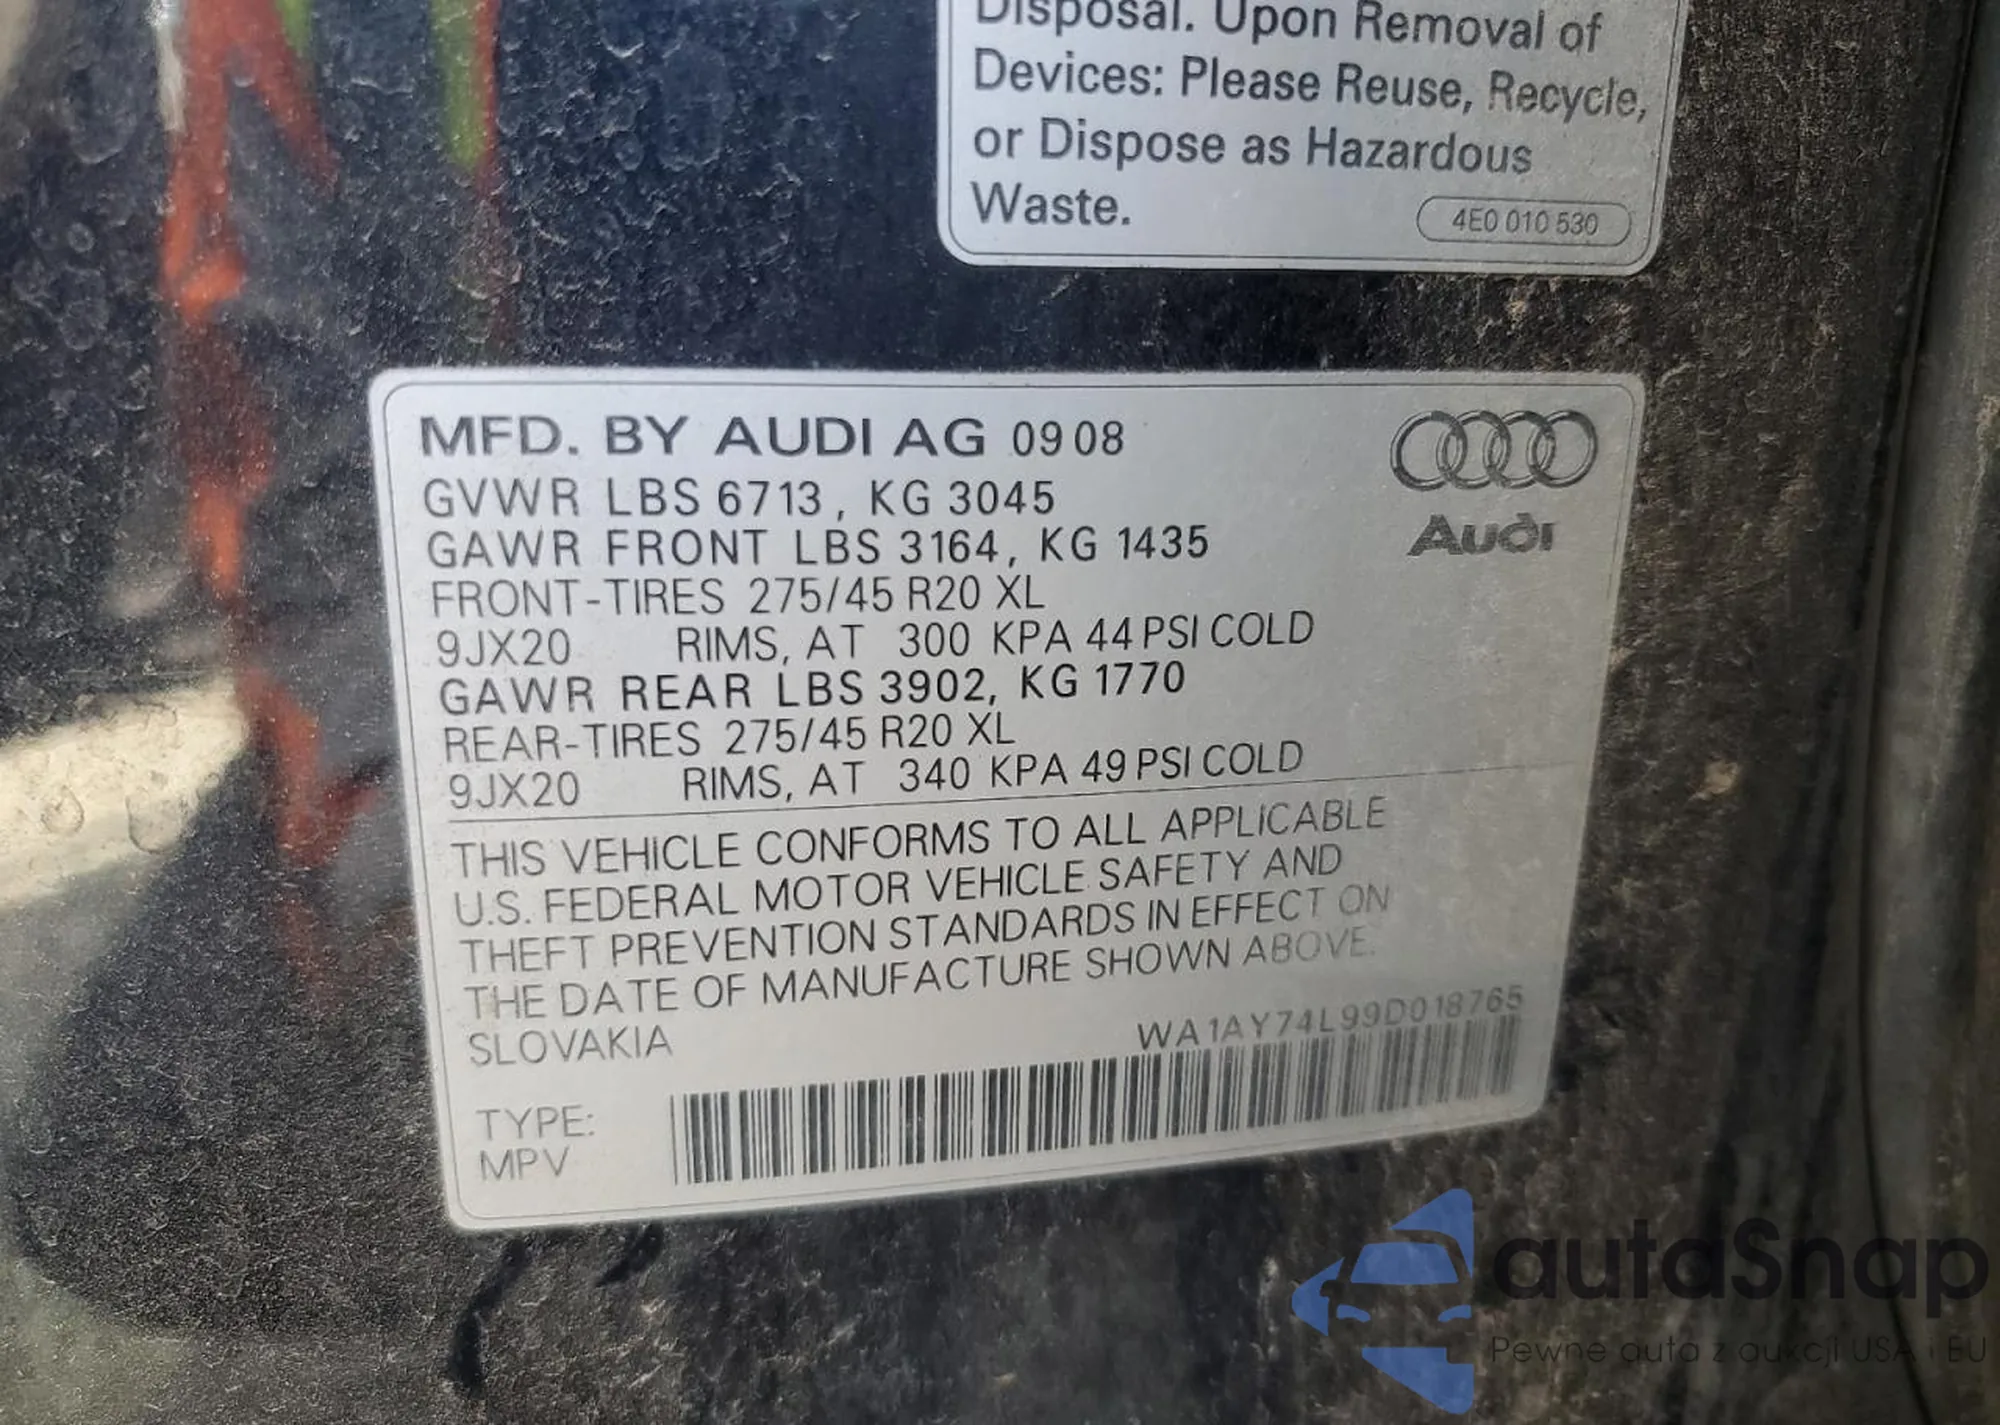 Disposal. Upon Removal of
Devices: Please Reuse, Recycle,
or Dispose as Hazardous
Waste.
4E0 010 530
MFD. BY AUDI AG 09 08
GVWR LBS 6713, KG 3045
GAWR FRONT LBS 3164, KG 1435
FRONT-TIRES 275/45 R20 XL
9JX20 RIMS, AT 300 KPA 44 PSI COLD
GAWR REAR LBS 3902, KG 1770
REAR-TIRES 275/45 R20 XL
9JX20 RIMS, AT 340 KPA 49 PSI COLD
Audi
THIS VEHICLE CONFORMS TO ALL APPLICABLE
U.S. FEDERAL MOTOR VEHICLE SAFETY AND
THEFT PREVENTION STANDARDS IN EFFECT ON
THE DATE OF MANUFACTURE SHOWN ABOVE.
SLOVAKIA
WA1AY74L99D018765
TYPE:
MPV
autaSnap
Pewne auta z aukcji USA i EU